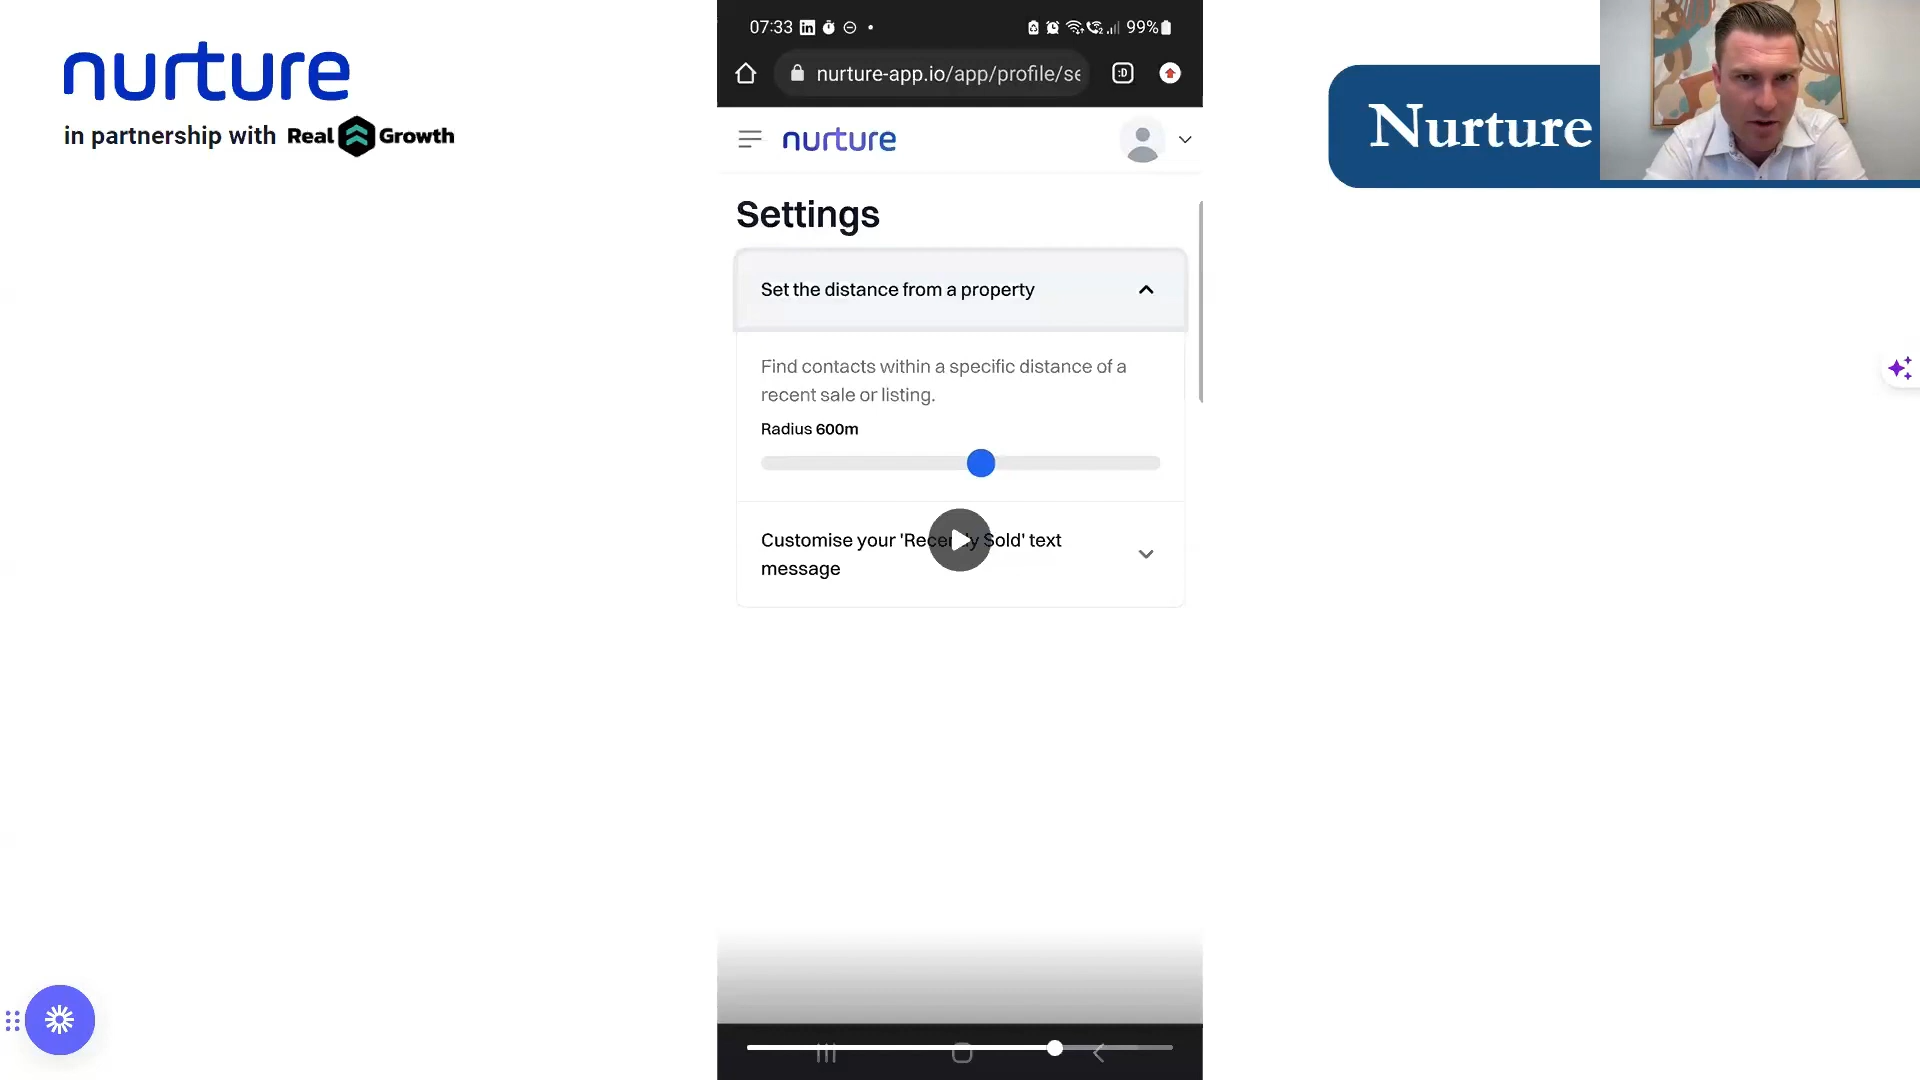 nurture
in partnership with Real Growth
07:33
99%
nurture-app.io/app/profile/se
:D
nurture
Nurture
Settings
Set the distance from a property
Find contacts within a specific distance of a
recent sale or listing.
Radius 600m
Customise your 'Recently Sold' text
message